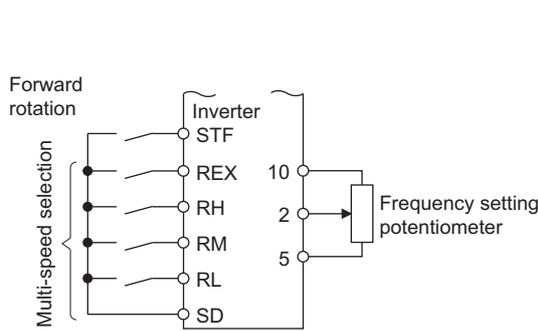 Forward
rotation
Inverter
STF
REX
RH
RM
RL
SD
Multi-speed selection
10
2
5
Frequency setting
potentiometer